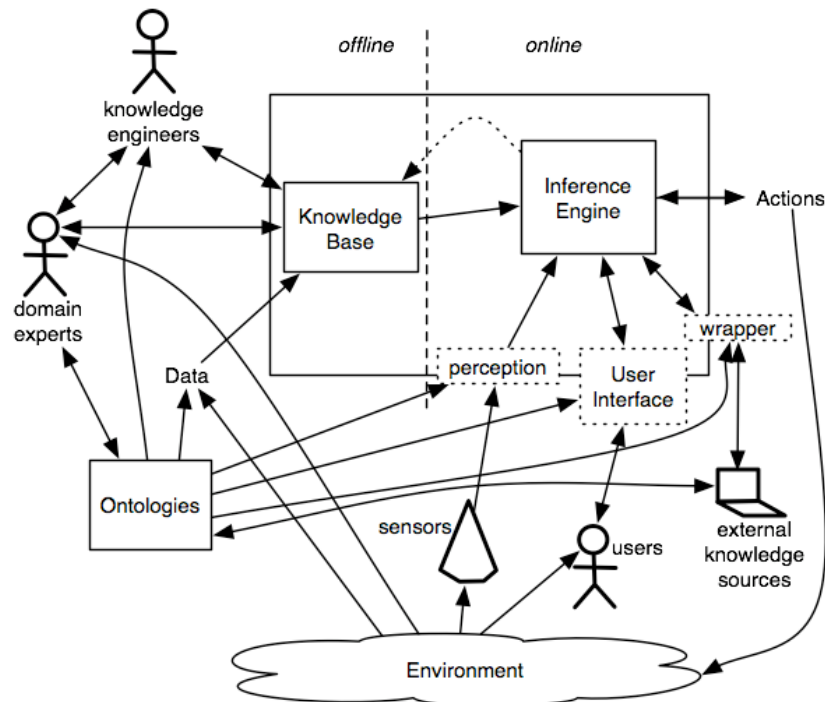 offline
online
knowledge
engineers
Knowledge
Base
Inference
Engine
Actions
domain
experts
wrapper
Data
perception
User
Interface
Ontologies
sensors
users
external
knowledge
sources
Environment